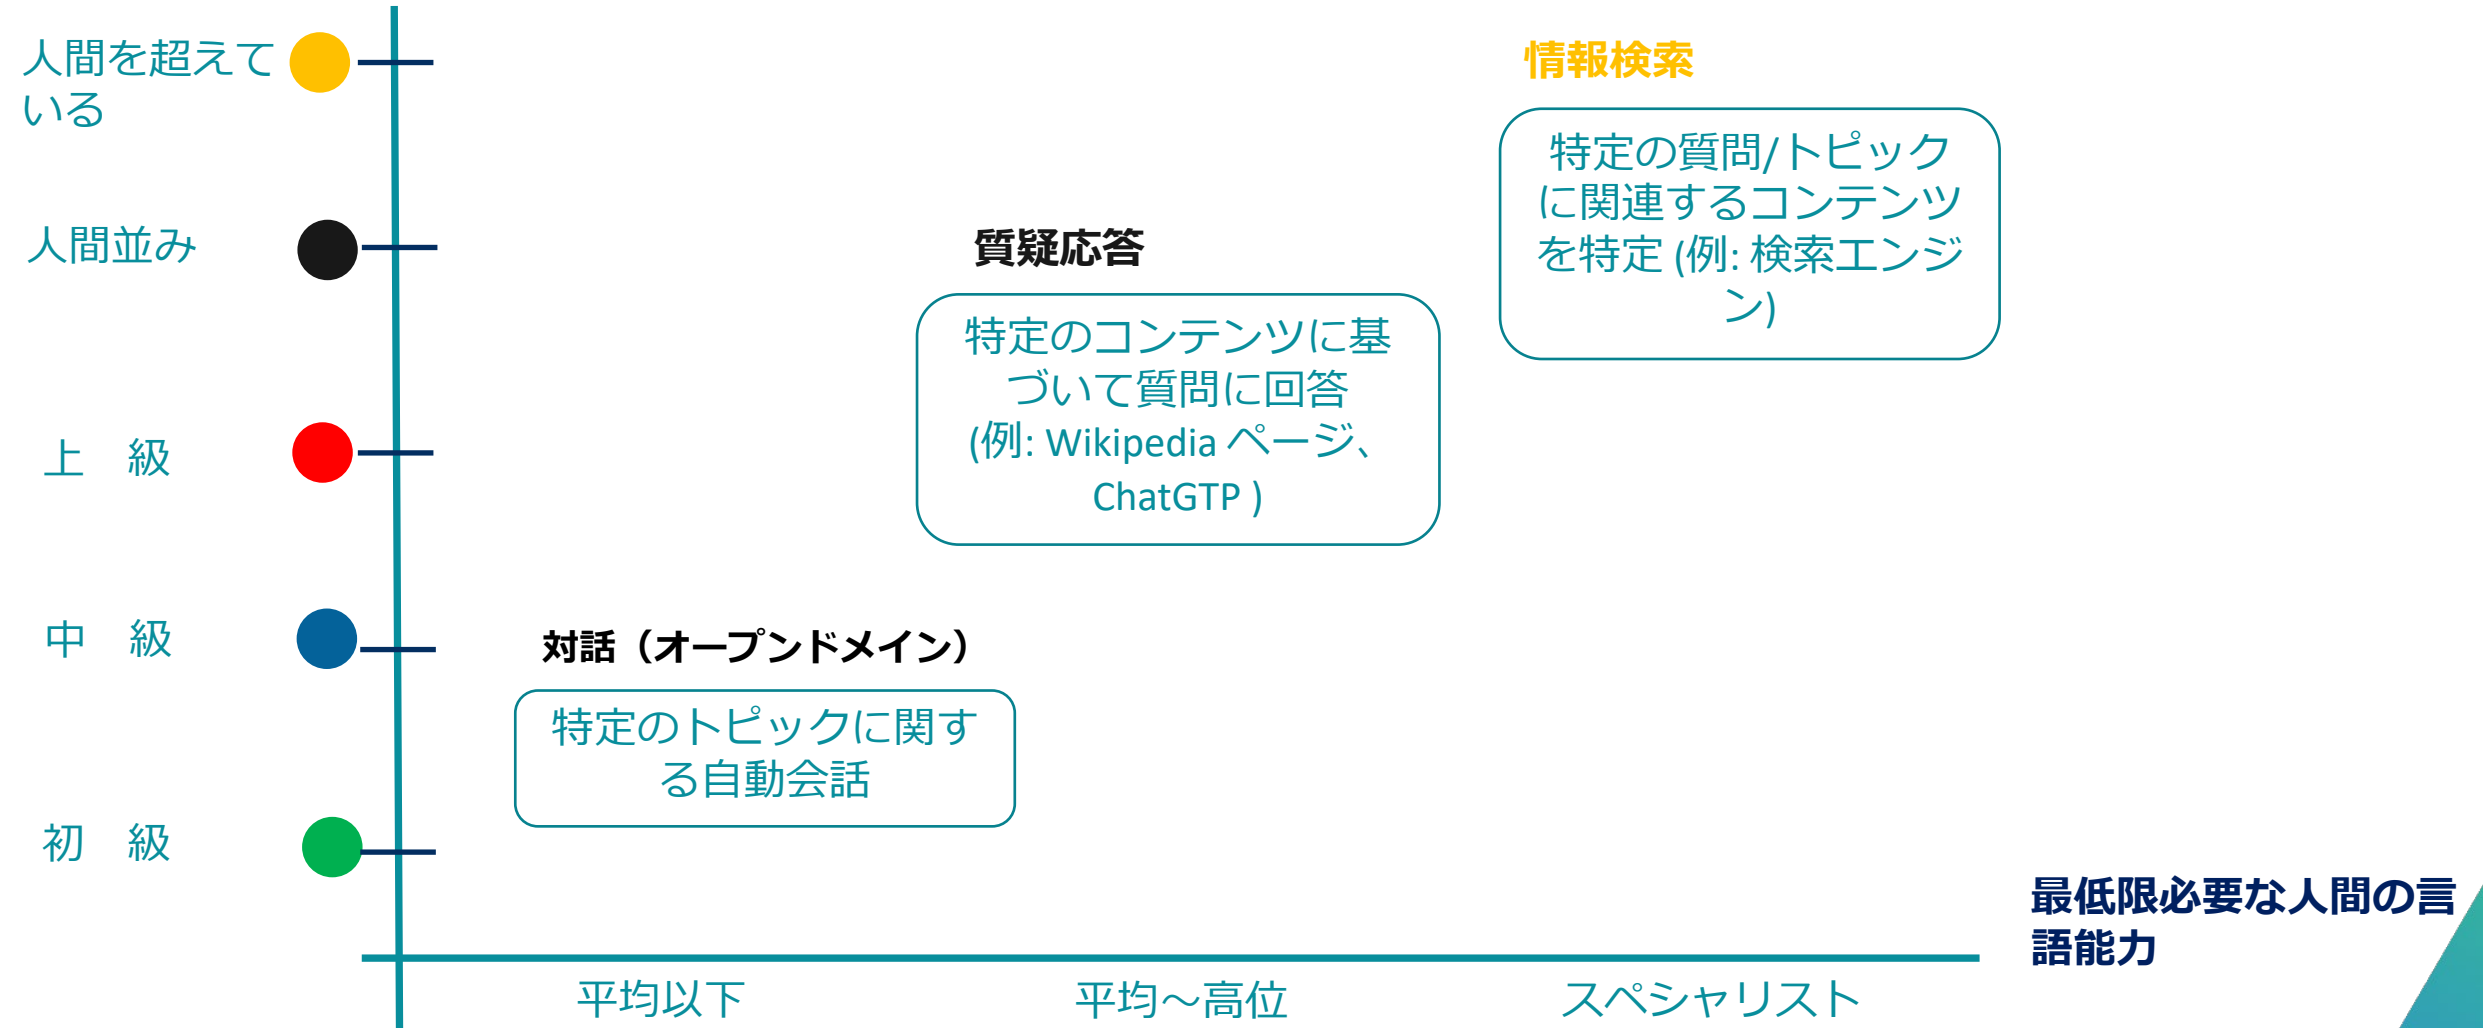 人間を超えて
いる
人間並み
上　級
中　級
初　級
情報検索
特定の質問/トピック
に関連するコンテンツ
を特定 (例: 検索エンジ
ン)
質疑応答
特定のコンテンツに基
づいて質問に回答
(例: Wikipedia ページ、
ChatGTP )
対話（オープンドメイン）
特定のトピックに関す
る自動会話
最低限必要な人間の言
語能力
平均以下
平均～高位
スペシャリスト